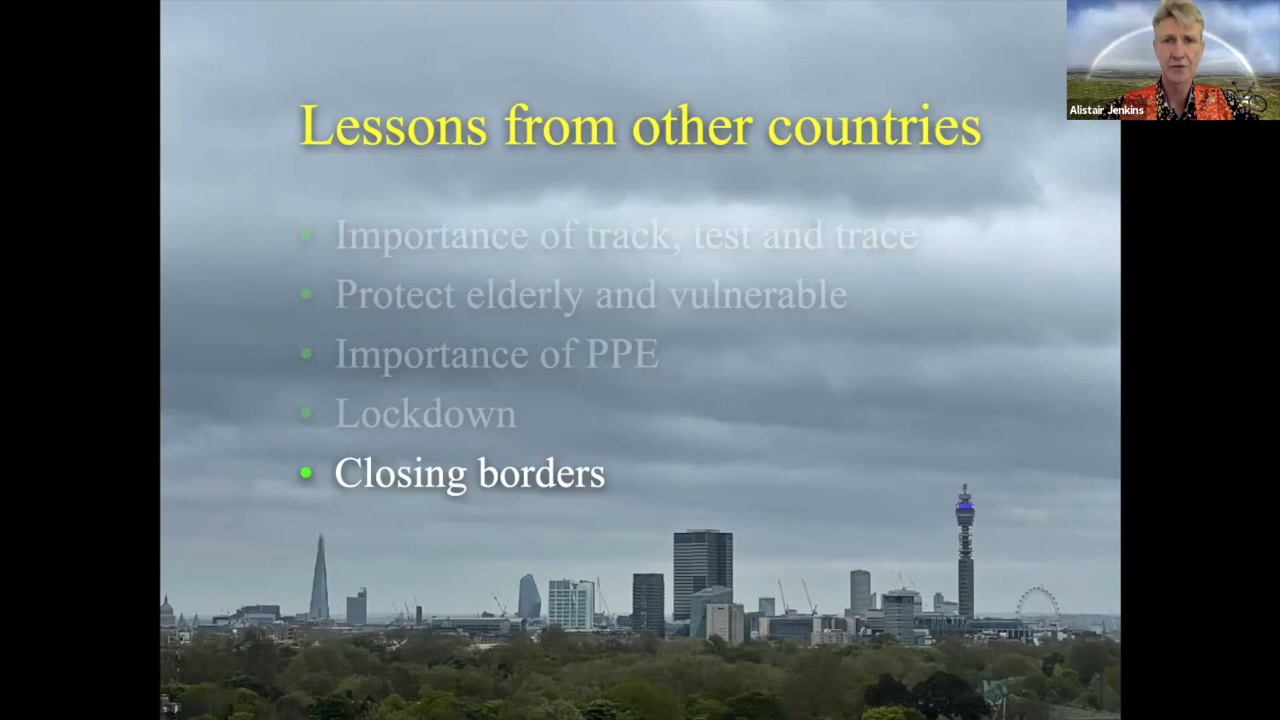 Lessons from other countries
Alistair Jenkins
• Importance of track, test and trace
• Protect elderly and vulnerable
• Importance of PPE
• Lockdown
• Closing borders